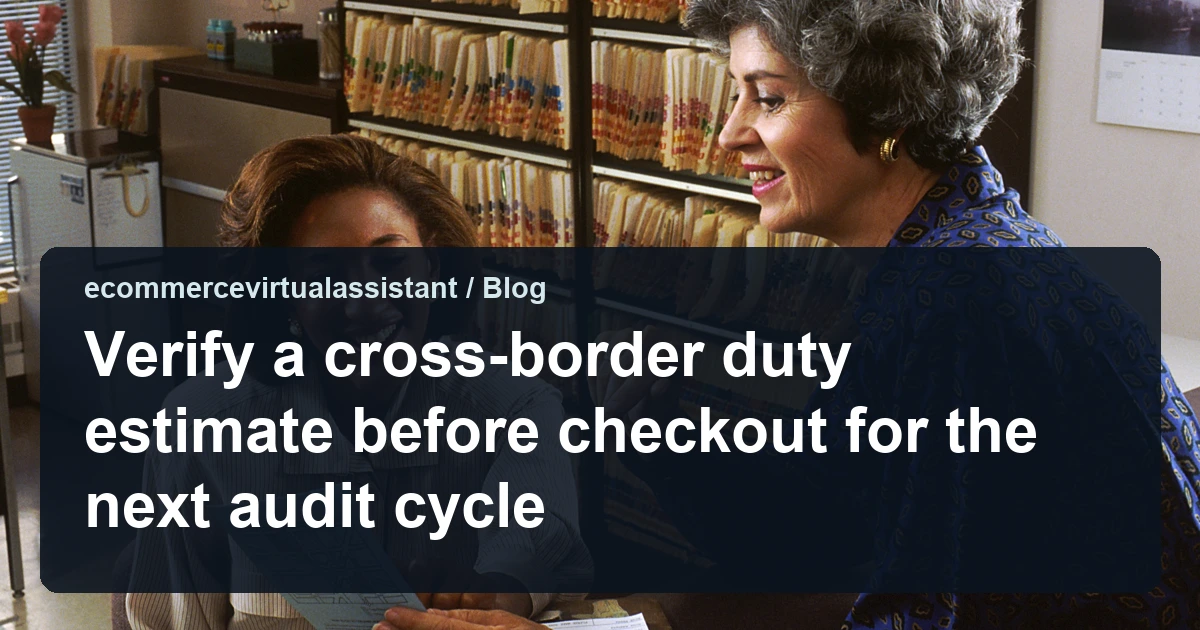 ecommercevirtualassistant / Blog
Verify a cross-border duty
estimate before checkout for the
next audit cycle